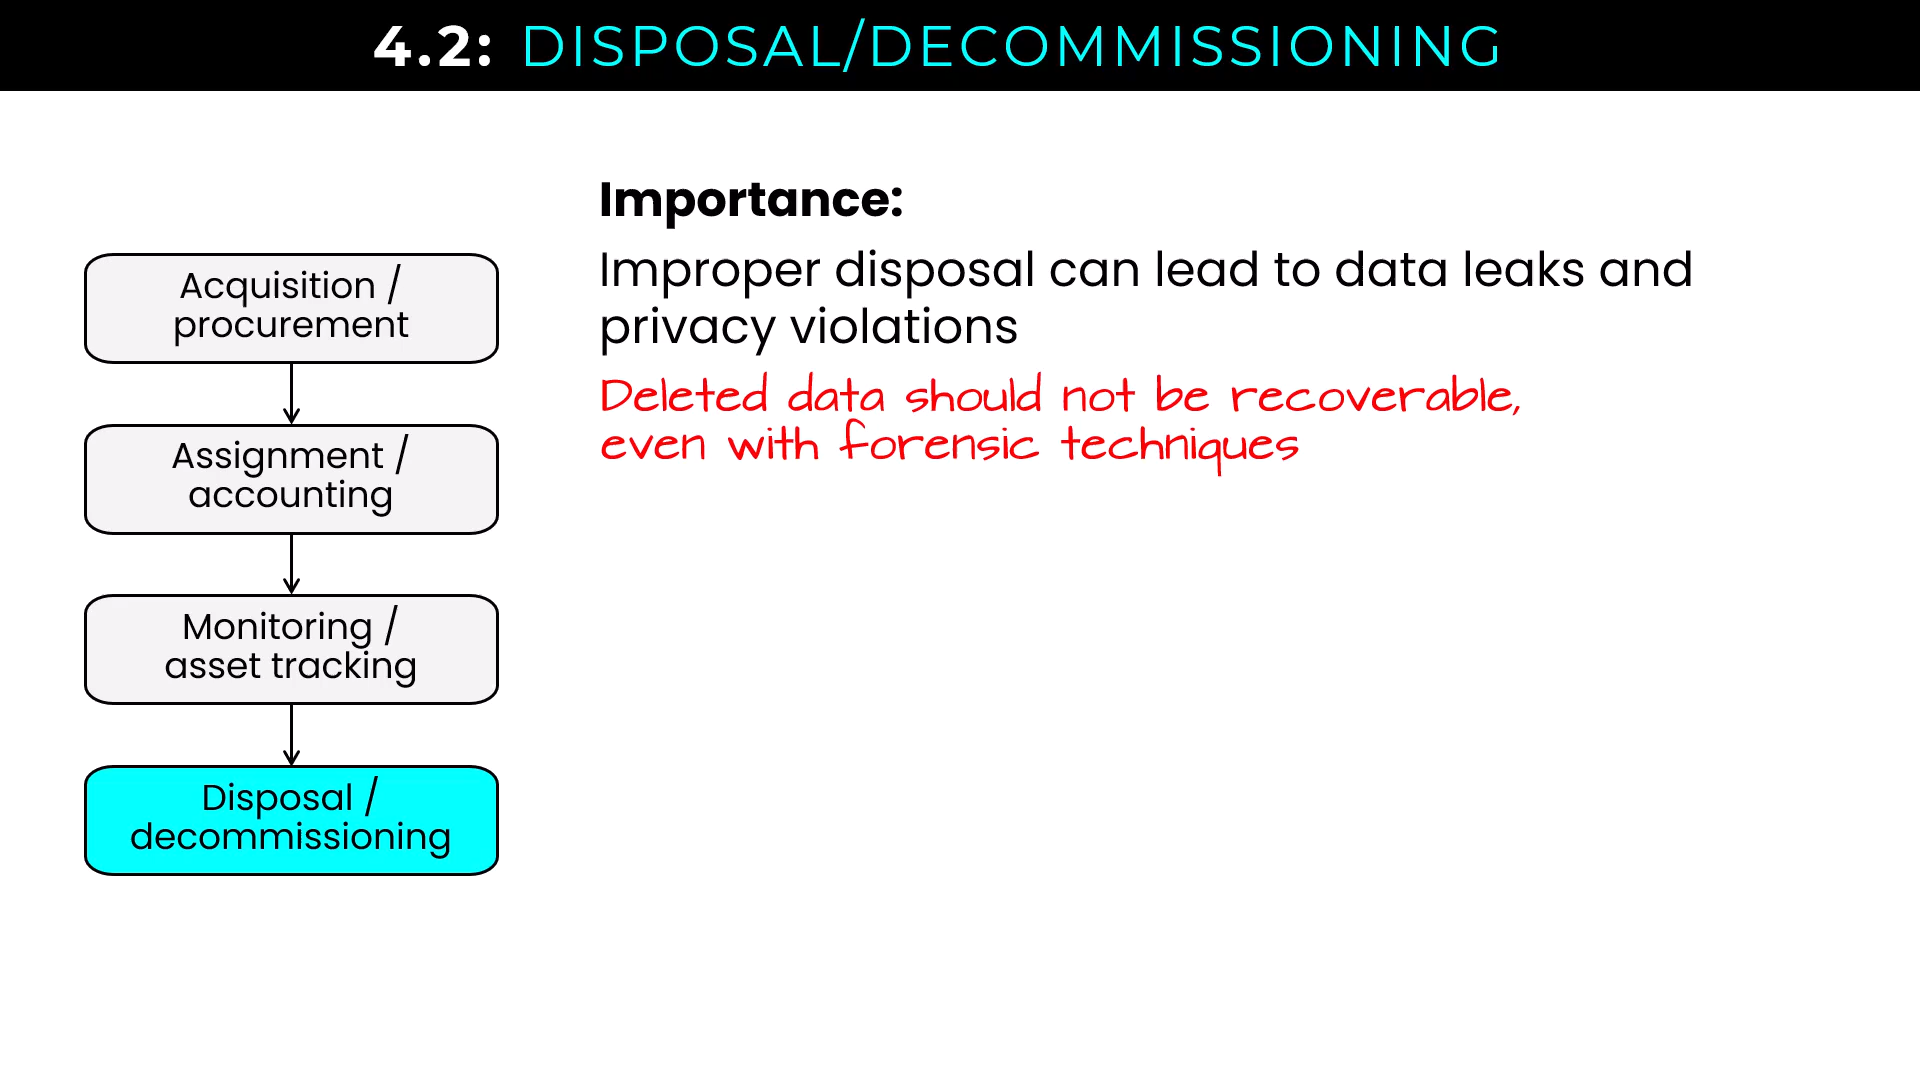 4.2: DISPOSAL/DECOMMISSIONING
Acquisition /
procurement
Assignment /
accounting
Monitoring /
asset tracking
Disposal /
decommissioning
Importance:
Improper disposal can lead to data leaks and
privacy violations
Deleted data should not be recoverable,
even with forensic techniques